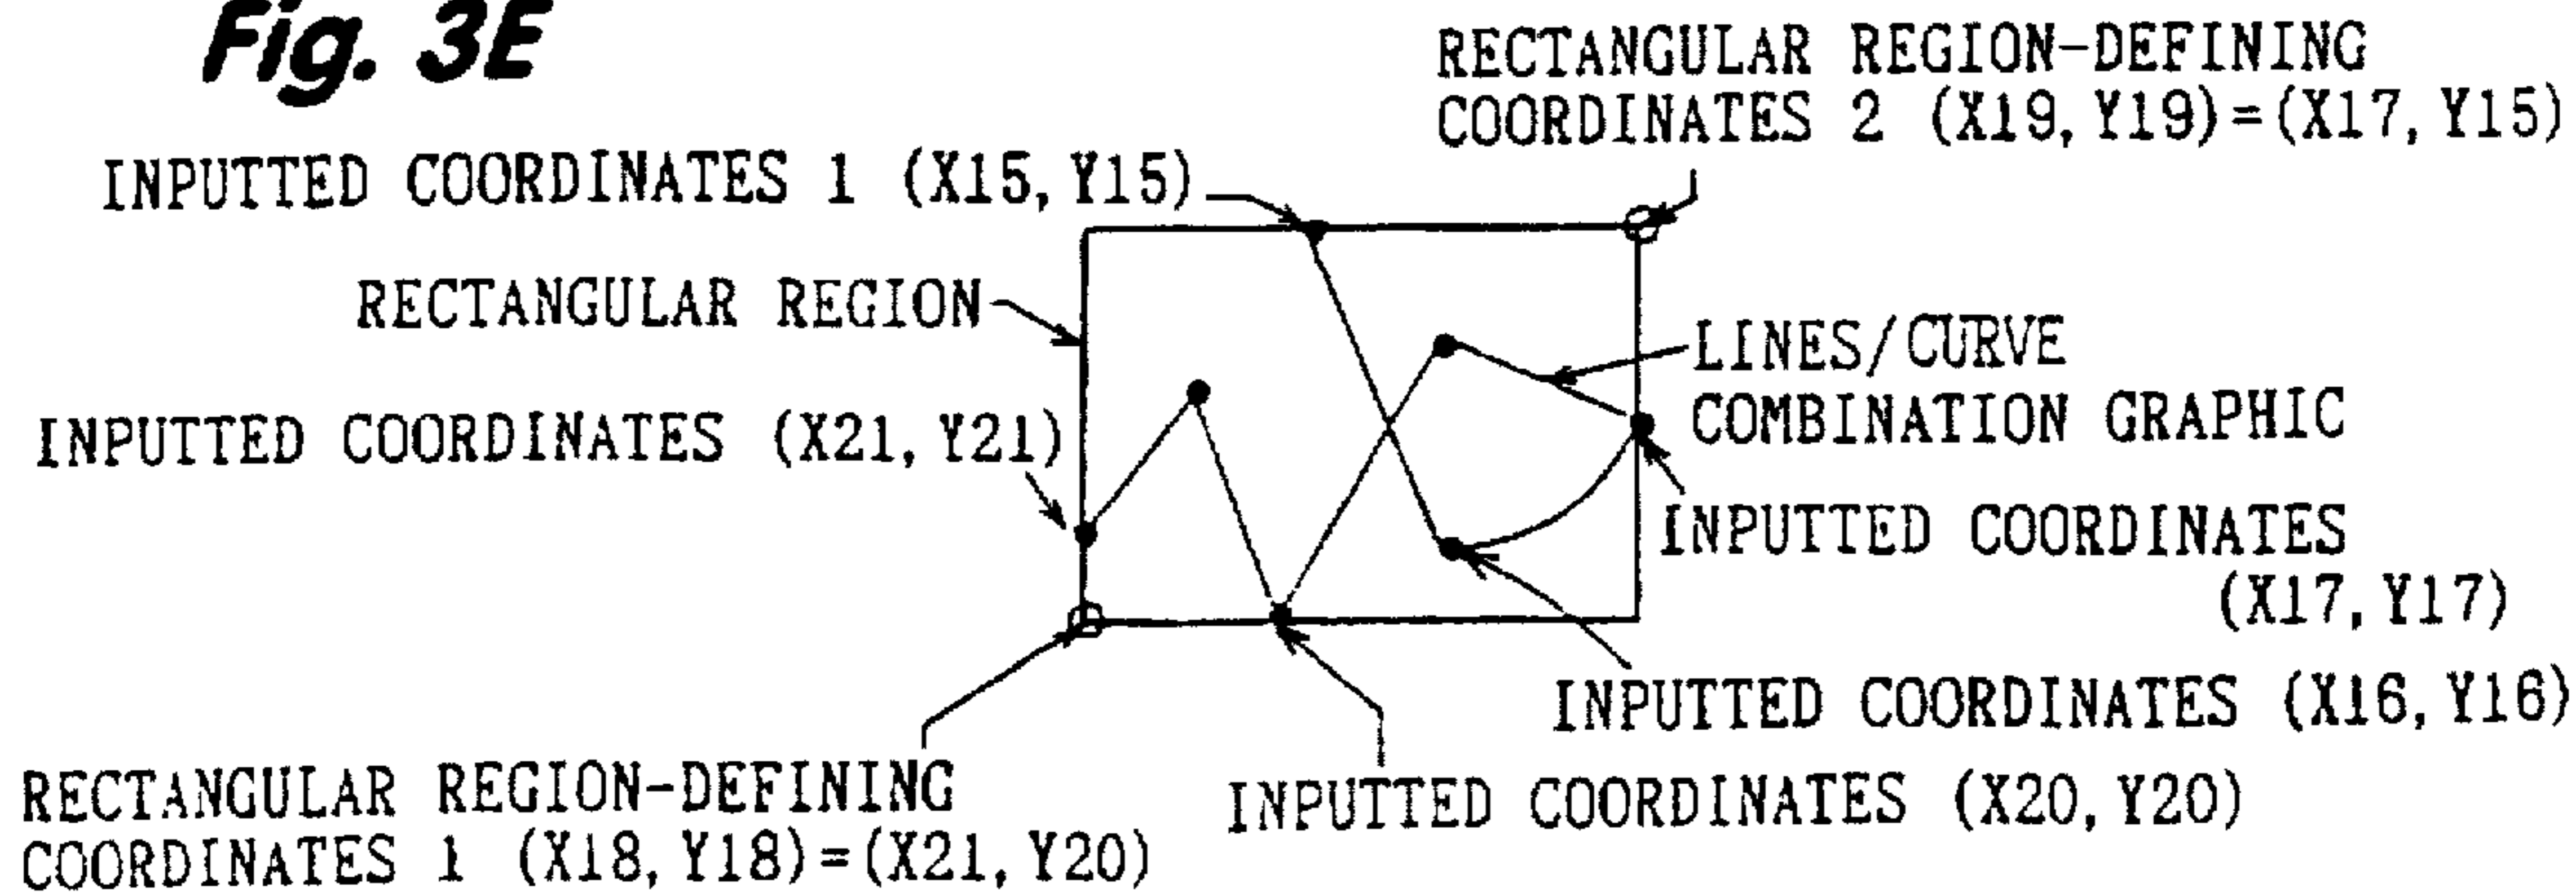 Fig. 3E
RECTANGULAR REGION-DEFINING
COORDINATES 2 (X19, Y19)=(X17, Y15)
INPUTTED COORDINATES 1 (X15, Y15)
RECTANGULAR REGION
LINES/CURVE
COMBINATION GRAPHIC
INPUTTED COORDINATES (X21, Y21)
INPUTTED COORDINATES
(X17, Y17)
INPUTTED COORDINATES (X16, Y16)
RECTANGULAR REGION-DEFINING
COORDINATES 1 (X18, Y18)=(X21, Y20)
INPUTTED COORDINATES (X20, Y20)